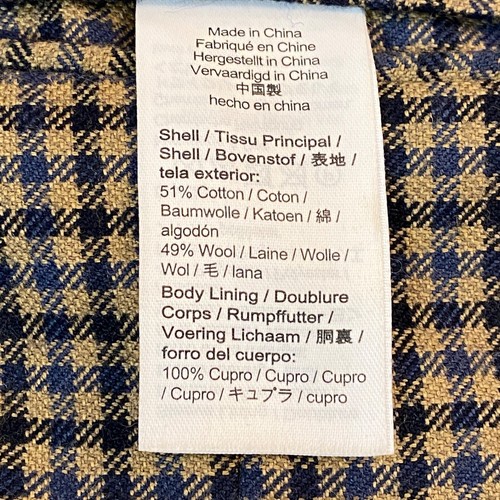 Made in China
Fabriqué en Chine
Hergestellt in China
Vervaardigd in China
中国製
hecho en china
Shell / Tissu Principal /
Shell / Bovenstof / 表地 /
tela exterior:
51% Cotton / Coton /
Baumwolle / Katoen / 綿 /
algodón
49% Wool / Laine / Wolle /
Wol / 毛 / lana
Body Lining / Doublure
Corps / Rumpffutter /
Voering Lichaam / 胴裏 /
forro del cuerpo:
100% Cupro / Cupro / Cupro
/ Cupro / キュプラ / cupro